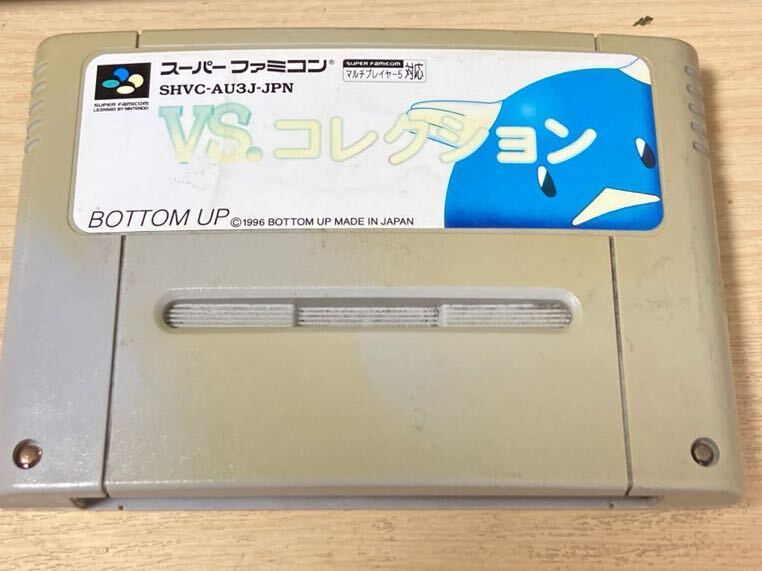 スーパーファミコン®
SUPER FAMICOM
マルチプレイヤー5 対応
SHVC-AU3J-JPN
SUPER FAMICOM
LICENSED BY NINTENDO
VS.コレクション
BOTTOM UP ©1996 BOTTOM UP MADE IN JAPAN